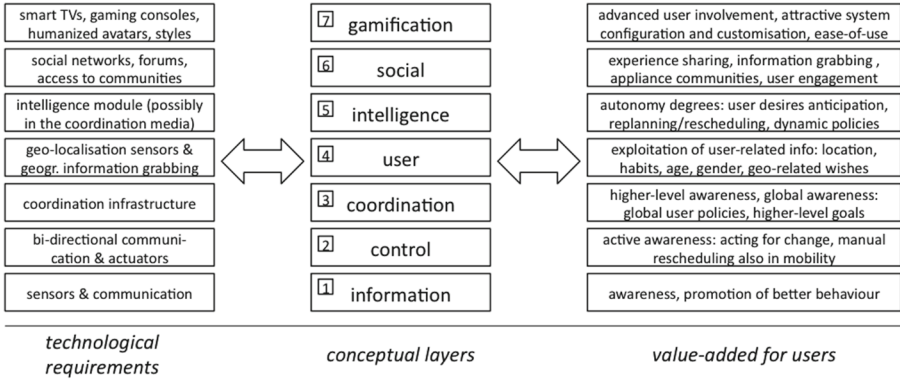 smart TVs, gaming consoles,
humanized avatars, styles
7
gamification
advanced user involvement, attractive system
configuration and customisation, ease-of-use
social networks, forums,
access to communities
6
social
experience sharing, information grabbing ,
appliance communities, user engagement
intelligence module (possibly
in the coordination media)
5
intelligence
autonomy degrees: user desires anticipation,
replanning/rescheduling, dynamic policies
geo-localisation sensors &
geogr. information grabbing
4
user
exploitation of user-related info: location,
habits, age, gender, geo-related wishes
coordination infrastructure
3
coordination
higher-level awareness, global awareness:
global user policies, higher-level goals
bi-directional communi-
cation & actuators
2
control
active awareness: acting for change, manual
rescheduling also in mobility
sensors & communication
1
information
awareness, promotion of better behaviour
technological
requirements
conceptual layers
value-added for users